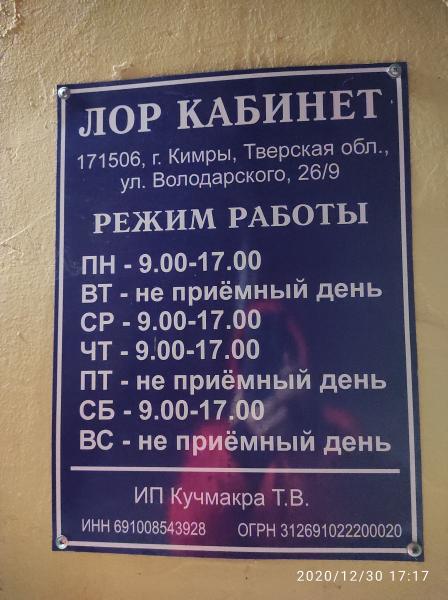 ЛОР КАБИНЕТ
171506, г. Кимры, Тверская обл.,
ул. Володарского, 26/9
РЕЖИМ РАБОТЫ
ПН - 9.00-17.00
ВТ - не приёмный день
СР - 9.00-17.00
ЧТ - 9.00-17.00
ПТ - не приёмный день
СБ - 9.00-17.00
ВС - не приёмный день
ИП Кучмакра Т.В.
ИНН 691008543928 ОГРН 312691022200020
2020/12/30 17:17